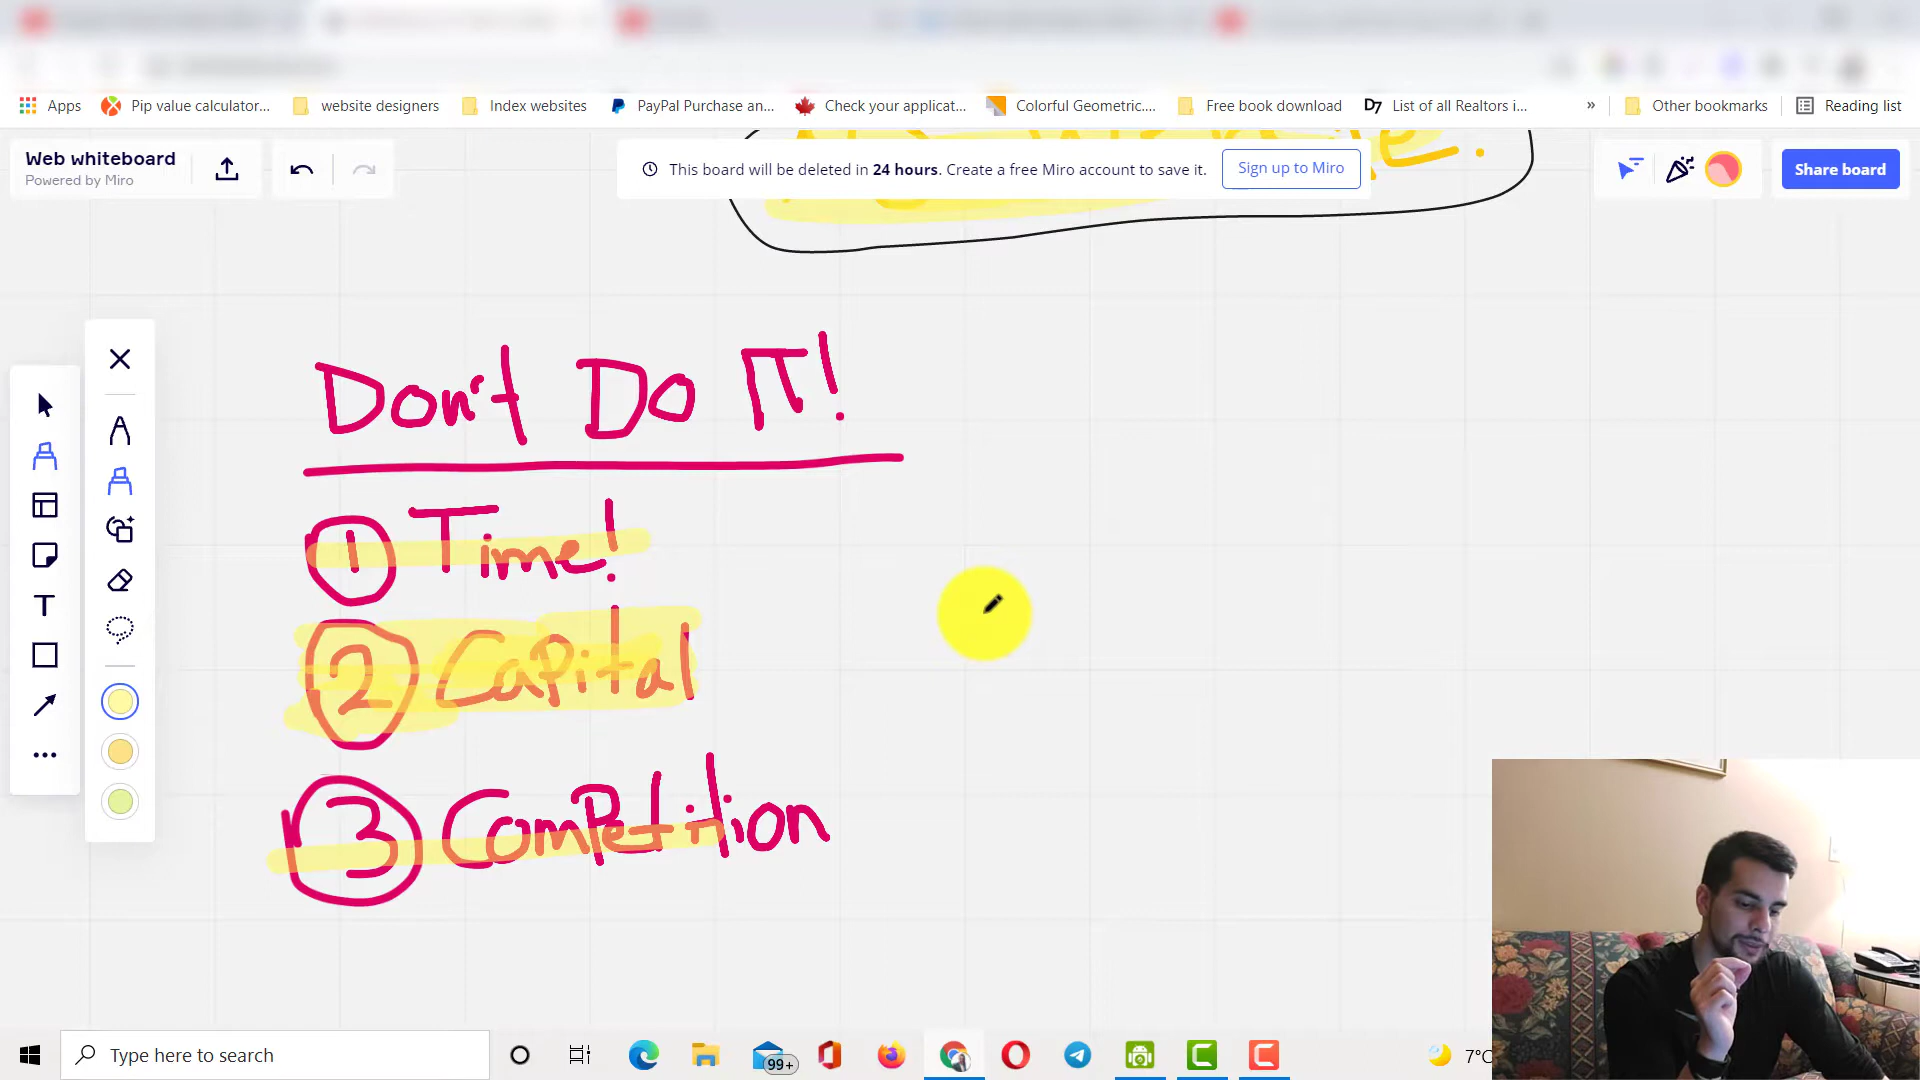 Apps
Pip value calculator...
website designers
Index websites
PayPal Purchase an...
Check your applicat...
Colorful Geometric....
Free book download
D7 List of all Realtors i...
»
Other bookmarks
Reading list
Web whiteboard
Powered by Miro
This board will be deleted in 24 hours. Create a free Miro account to save it.
Sign up to Miro
Share board
Don't Do IT!
1 Time!
2 Capital
3 Compettition
T
Type here to search
99+
7°C